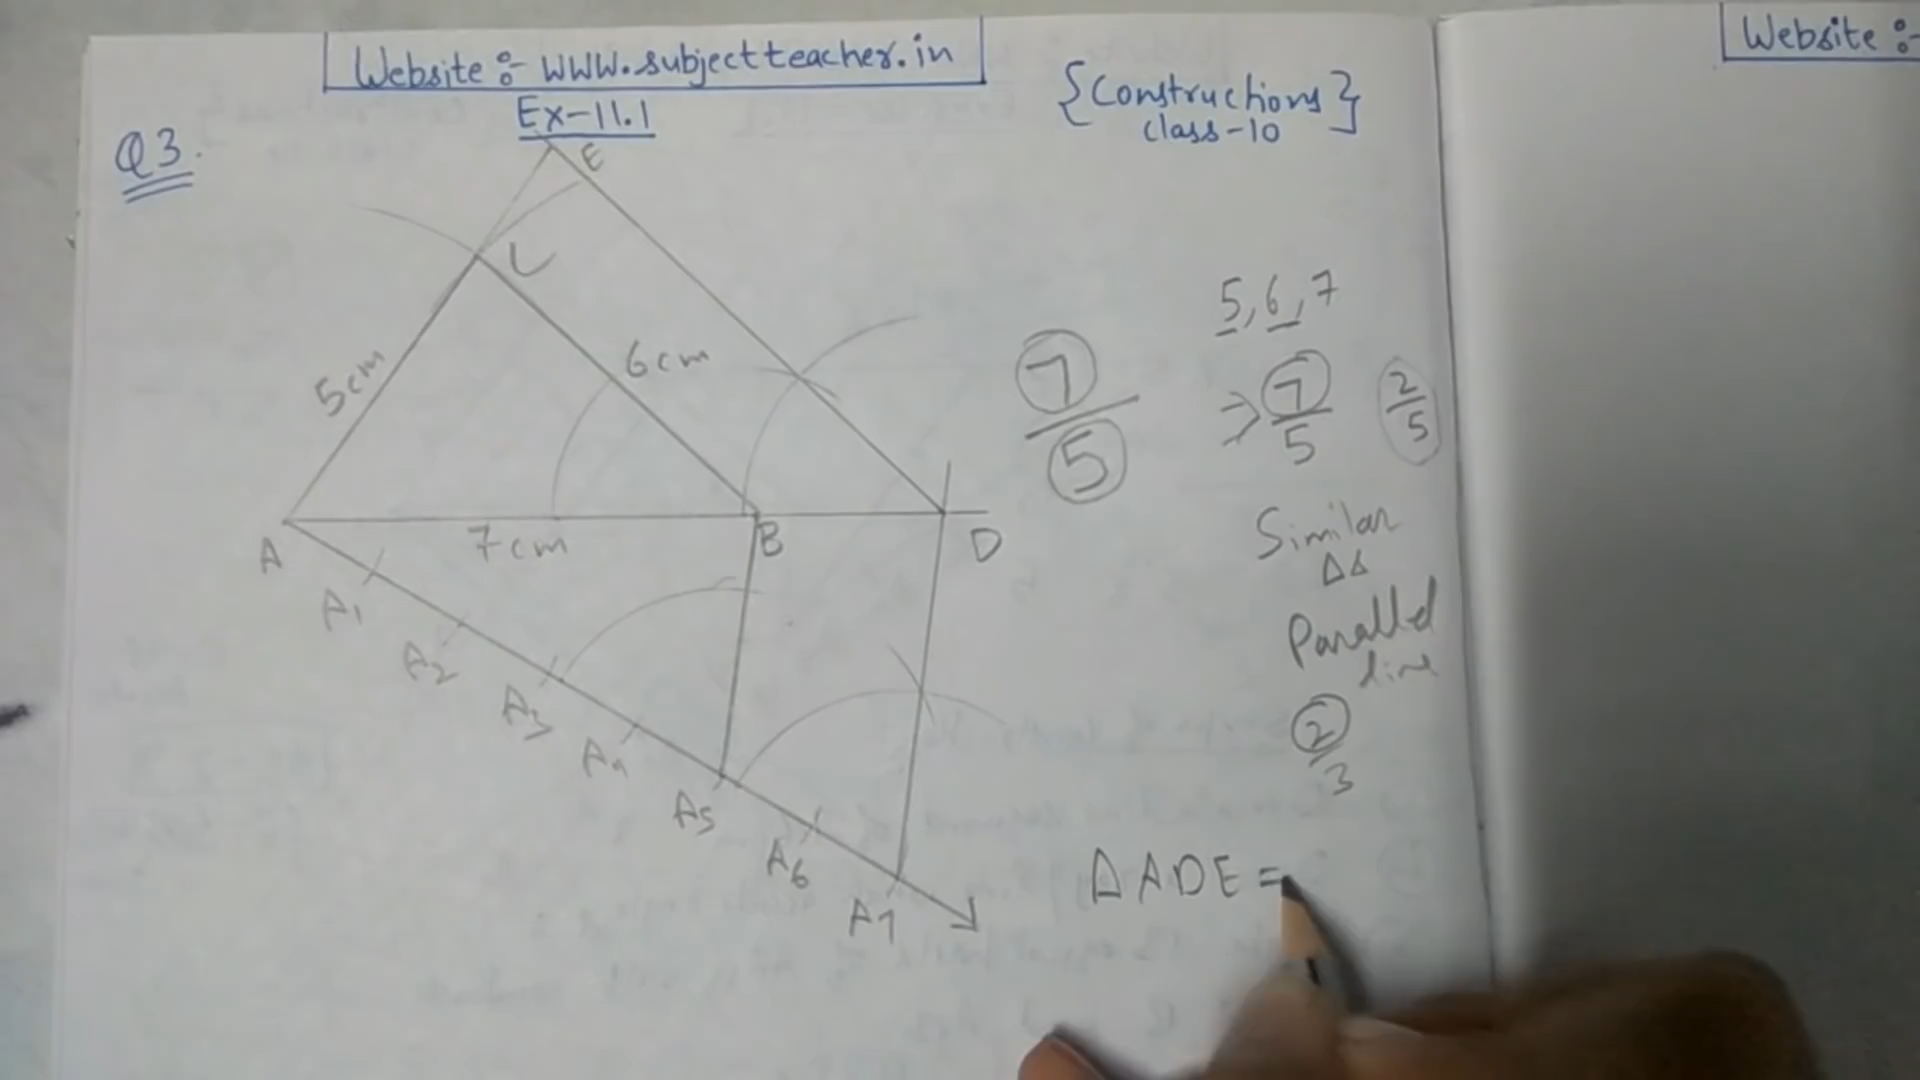 Website :- www.subjectteacher.in
Website :-
Ex-11.1
{Constructions}
class-10
Q3.
E
C
5cm
6cm
5, 6, 7
7/5
⇒ 7/5
2/5
A
7cm
B
D
Similar
ΔΔ
Parallel
line
2/3
A1
A2
A3
A4
A5
A6
A7
Δ ADE =